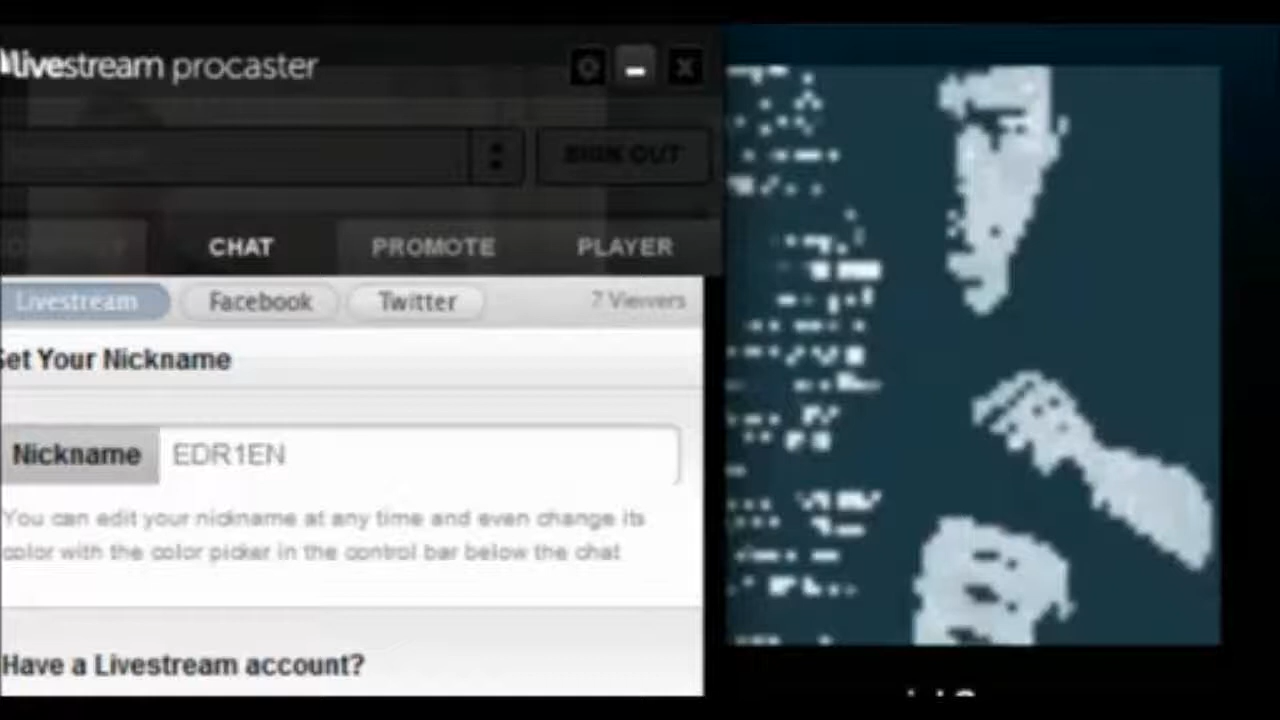 livestream procaster
SIGN OUT
CHAT PROMOTE PLAYER
Livestream Facebook Twitter 7 Viewers
Set Your Nickname
Nickname EDR1EN
You can edit your nickname at any time and even change its
color with the color picker in the control bar below the chat
Have a Livestream account?